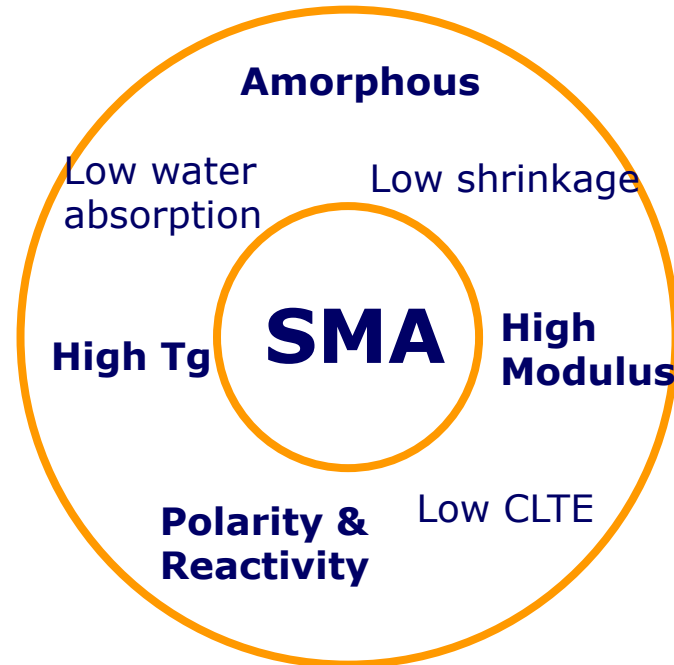 Amorphous
Low water
absorption
Low shrinkage
SMA
High Tg
High
Modulus
Polarity &
Reactivity
Low CLTE